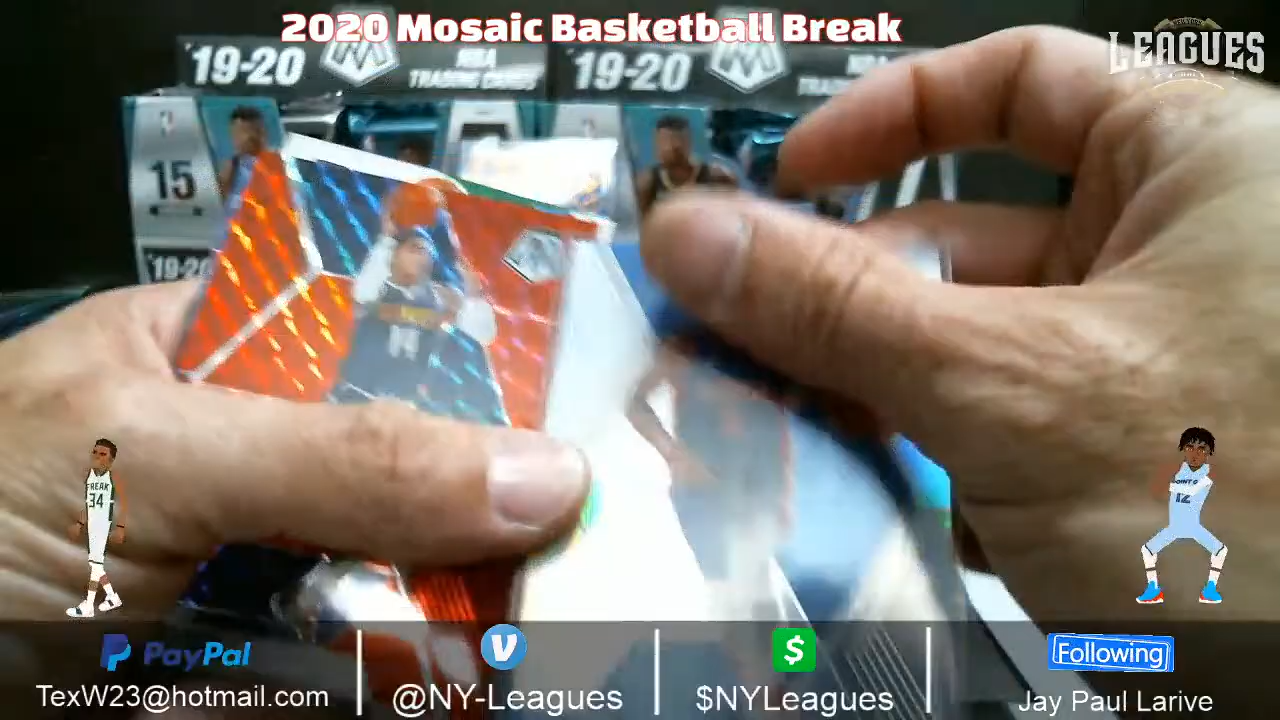 2020 Mosaic Basketball Break
LEAGUES
19-20
NBA
TRADING CARDS
19-20
15
19-20
14
FREAK
34
12
PayPal
TexW23@hotmail.com
@NY-Leagues
$
$NYLeagues
Following
Jay Paul Larive